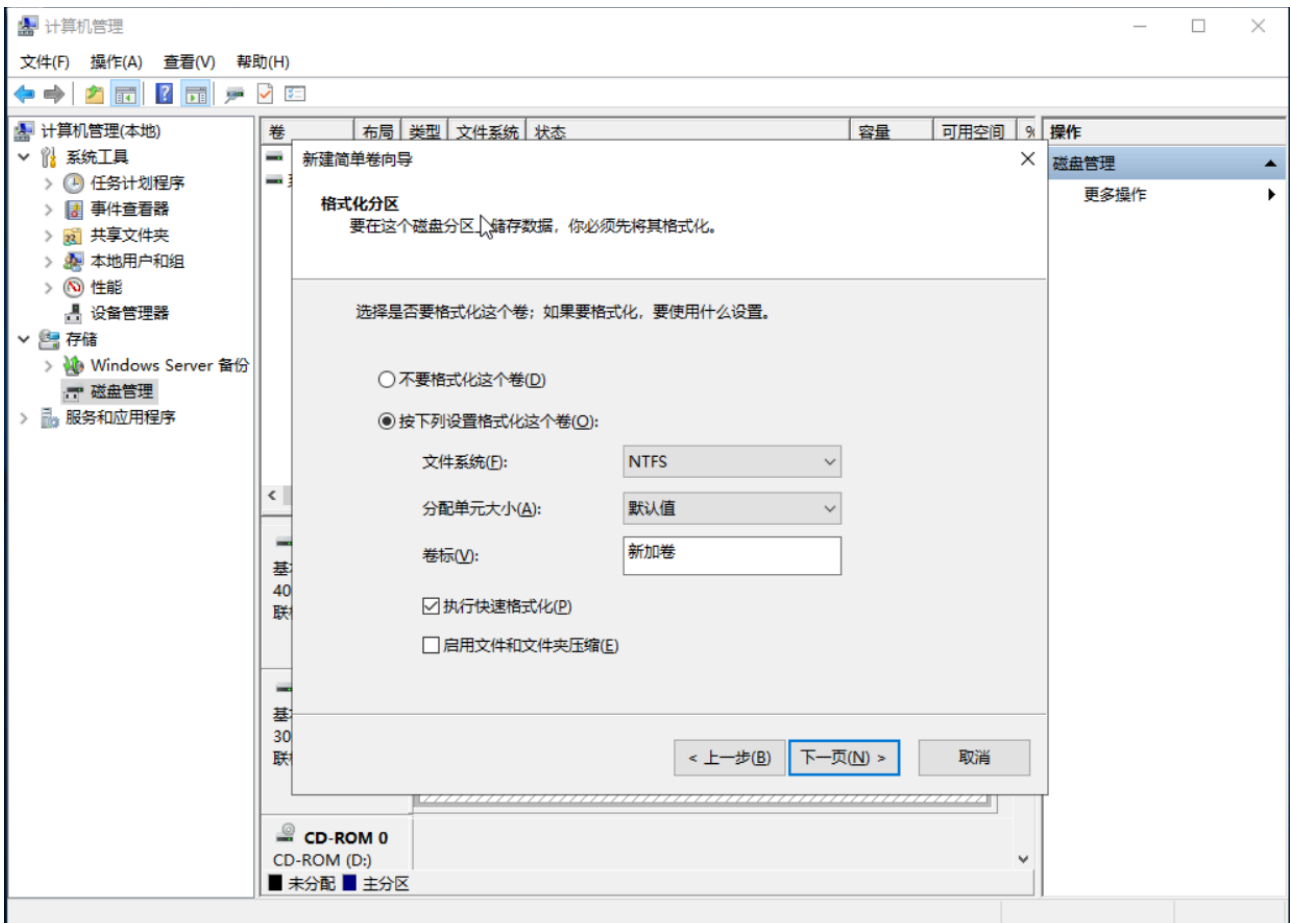 计算机管理
文件(F) 操作(A) 查看(V) 帮助(H)
计算机管理(本地)
系统工具
任务计划程序
事件查看器
共享文件夹
本地用户和组
性能
设备管理器
存储
Windows Server 备份
磁盘管理
服务和应用程序
卷 布局 类型 文件系统 状态 容量 可用空间 %
新建简单卷向导
格式化分区
要在这个磁盘分区上储存数据，你必须先将其格式化。
选择是否要格式化这个卷；如果要格式化，要使用什么设置。
不要格式化这个卷(D)
按下列设置格式化这个卷(O):
文件系统(F): NTFS
分配单元大小(A): 默认值
卷标(V): 新加卷
执行快速格式化(P)
启用文件和文件夹压缩(E)
< 上一步(B) 下一页(N) > 取消
基
40
联
基
30
联
CD-ROM 0
CD-ROM (D:)
未分配 主分区
操作
磁盘管理
更多操作